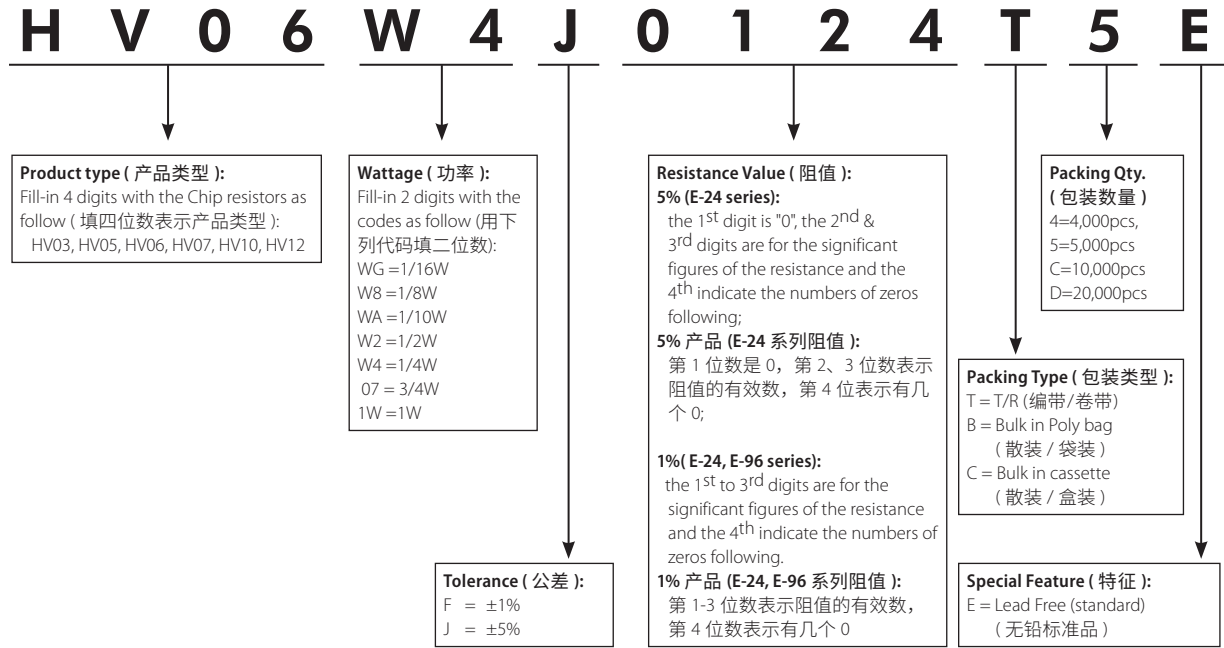 H V 0 6 W 4 J 0 1 2 4 T 5 E
Product type ( 产品类型 ):
Fill-in 4 digits with the Chip resistors as
follow ( 填四位数表示产品类型 ):
HV03, HV05, HV06, HV07, HV10, HV12
Wattage ( 功率 ):
Fill-in 2 digits with the
codes as follow (用下
列代码填二位数):
WG =1/16W
W8 =1/8W
WA =1/10W
W2 =1/2W
W4 =1/4W
07 = 3/4W
1W =1W
Tolerance ( 公差 ):
F = ±1%
J = ±5%
Resistance Value ( 阻值 ):
5% (E-24 series):
the 1st digit is "0", the 2nd &
3rd digits are for the significant
figures of the resistance and the
4th indicate the numbers of zeros
following;
5% 产品 (E-24 系列阻值 ):
第 1 位数是 0，第 2、3 位数表示
阻值的有效数，第 4 位表示有几
个 0;
1%( E-24, E-96 series):
the 1st to 3rd digits are for the
significant figures of the resistance
and the 4th indicate the numbers of
zeros following.
1% 产品 (E-24, E-96 系列阻值 ):
第 1-3 位数表示阻值的有效数，
第 4 位数表示有几个 0
Packing Qty.
( 包装数量 )
4=4,000pcs,
5=5,000pcs
C=10,000pcs
D=20,000pcs
Packing Type ( 包装类型 ):
T = T/R (编带/卷带)
B = Bulk in Poly bag
( 散装 / 袋装 )
C = Bulk in cassette
( 散装 / 盒装 )
Special Feature ( 特征 ):
E = Lead Free (standard)
( 无铅标准品 )